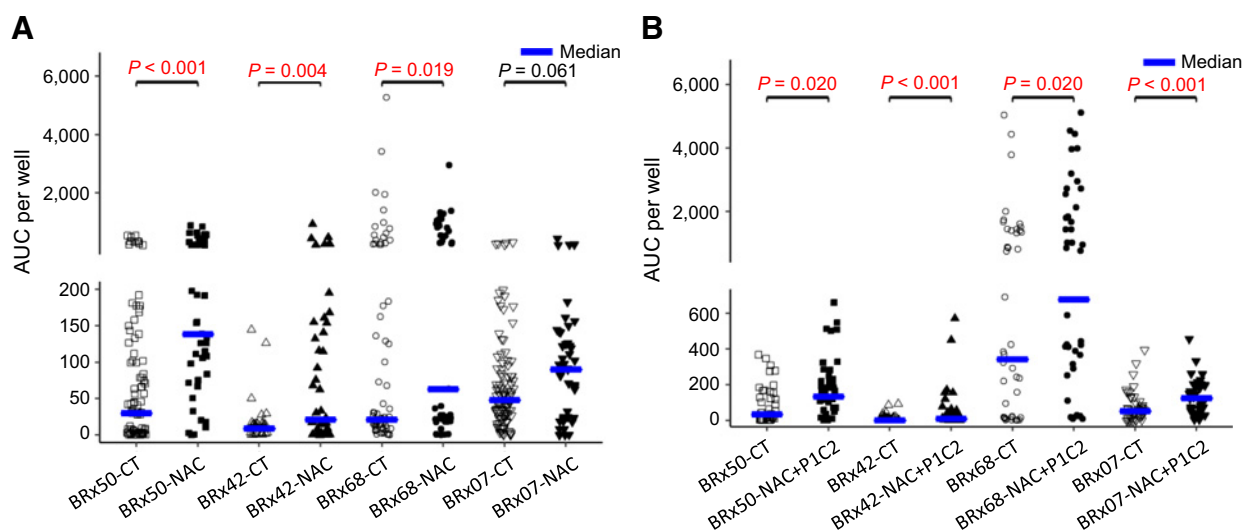 A
Median
P < 0.001
P = 0.004
P = 0.019
P = 0.061
6,000
4,000
2,000
200
150
100
50
0
AUC per well
BRx50-CT
BRx50-NAC
BRx42-CT
BRx42-NAC
BRx68-CT
BRx68-NAC
BRx07-CT
BRx07-NAC
B
Median
P = 0.020
P < 0.001
P = 0.020
P < 0.001
6,000
4,000
2,000
600
400
200
0
AUC per well
BRx50-CT
BRx50-NAC+P1C2
BRx42-CT
BRx42-NAC+P1C2
BRx68-CT
BRx68-NAC+P1C2
BRx07-CT
BRx07-NAC+P1C2